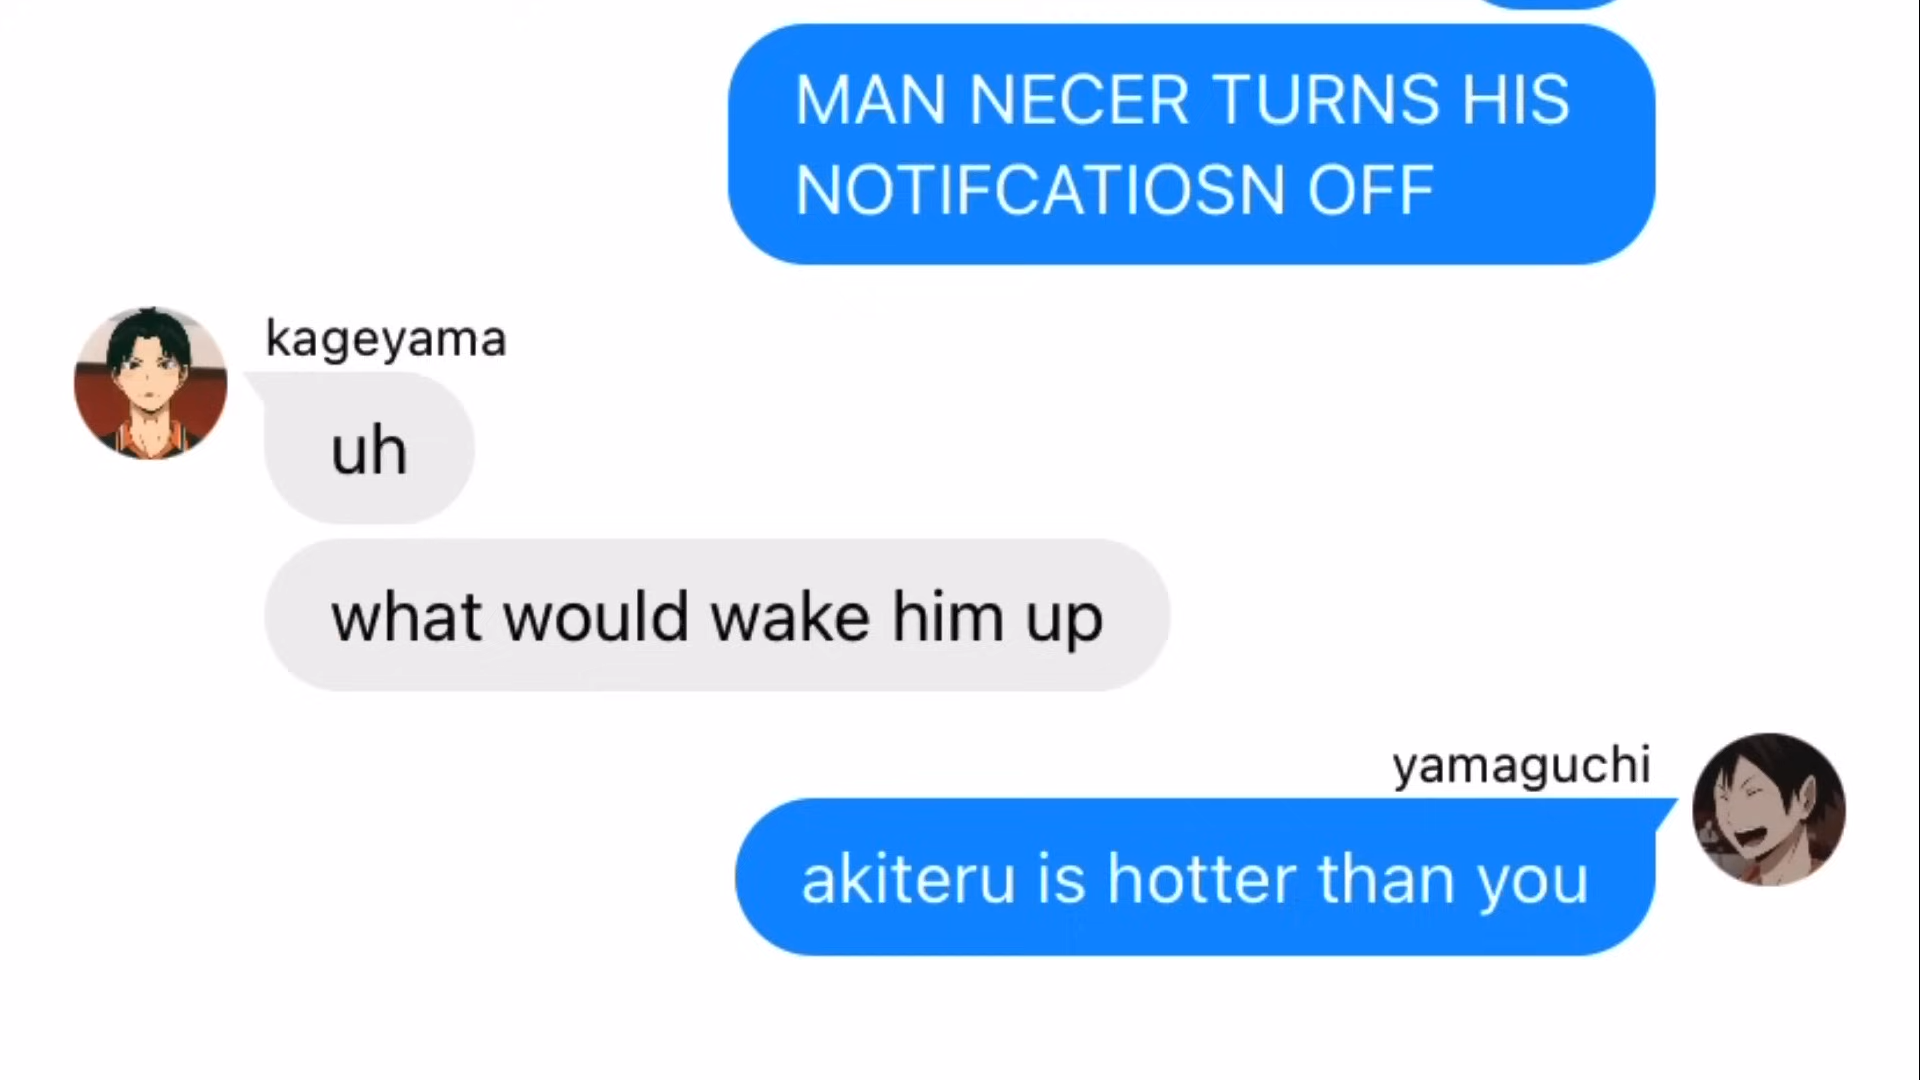 MAN NECER TURNS HIS
NOTIFCATIOSN OFF
kageyama
uh
what would wake him up
yamaguchi
akiteru is hotter than you